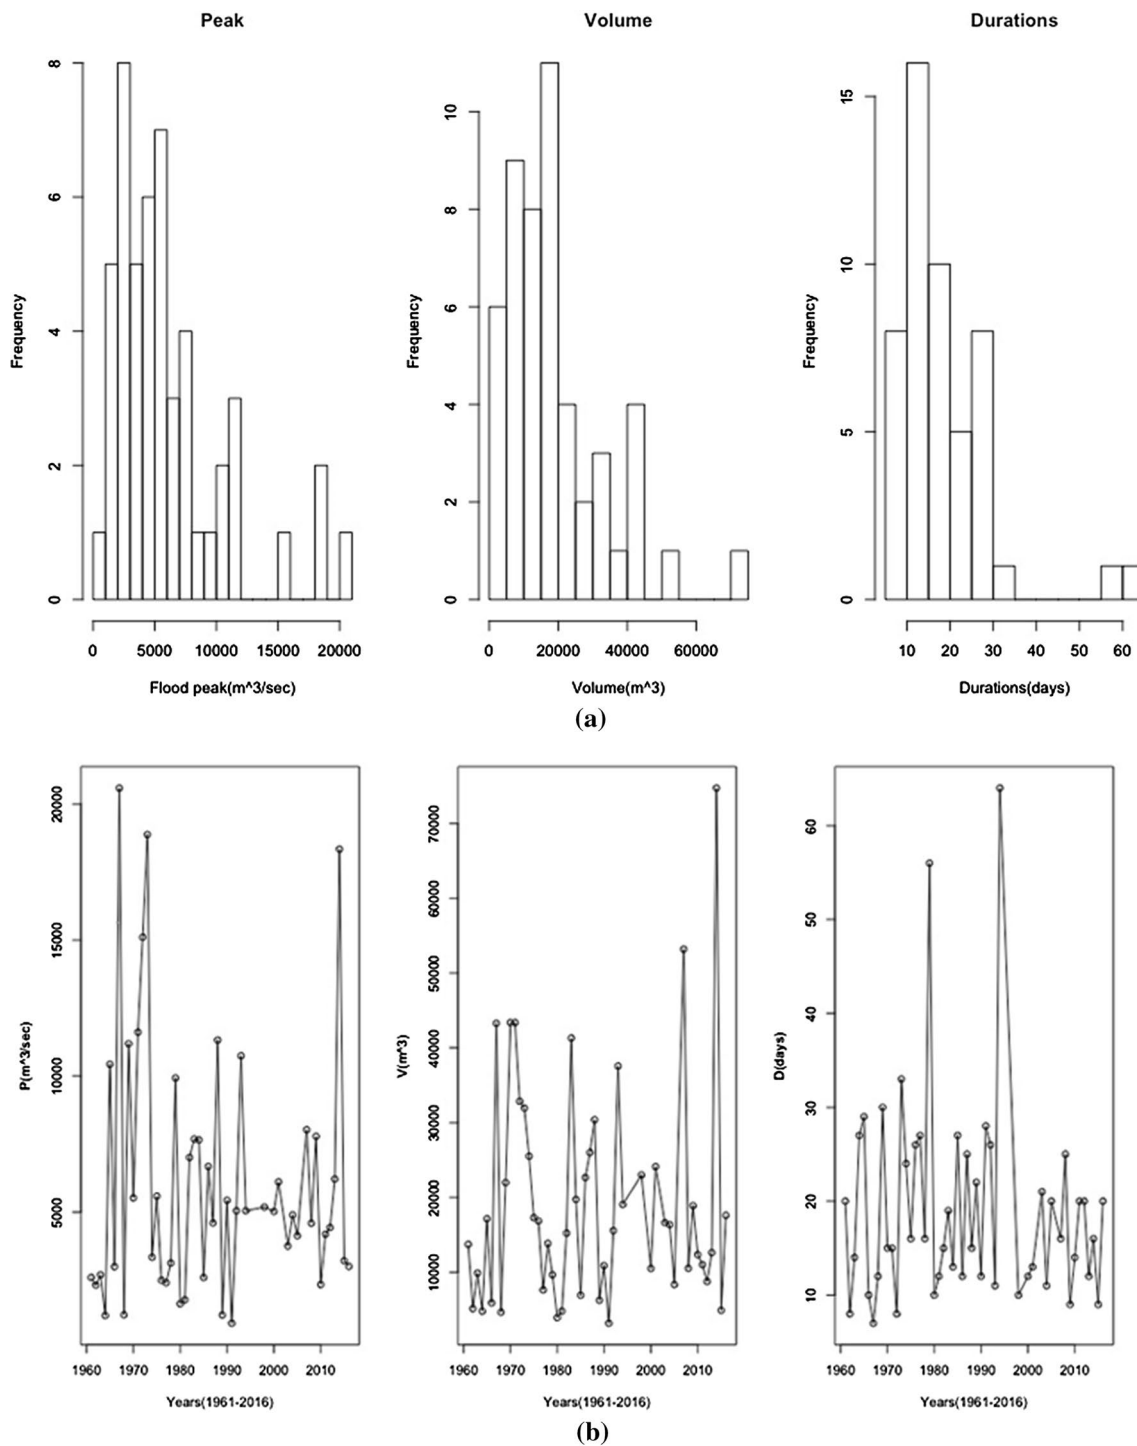 Peak
Volume
Durations
Frequency
0 2 4 6 8
0 5000 10000 15000 20000
Flood peak(m^3/sec)
Frequency
0 2 4 6 8 10
0 20000 40000 60000
Volume(m^3)
Frequency
0 5 10 15
10 20 30 40 50 60
Durations(days)
(a)
P(m^3/sec)
5000 10000 15000 20000
1960 1970 1980 1990 2000 2010
Years(1961-2016)
V(m^3)
10000 20000 30000 40000 50000 60000 70000
1960 1970 1980 1990 2000 2010
Years(1961-2016)
D(days)
10 20 30 40 50 60
1960 1970 1980 1990 2000 2010
Years(1961-2016)
(b)